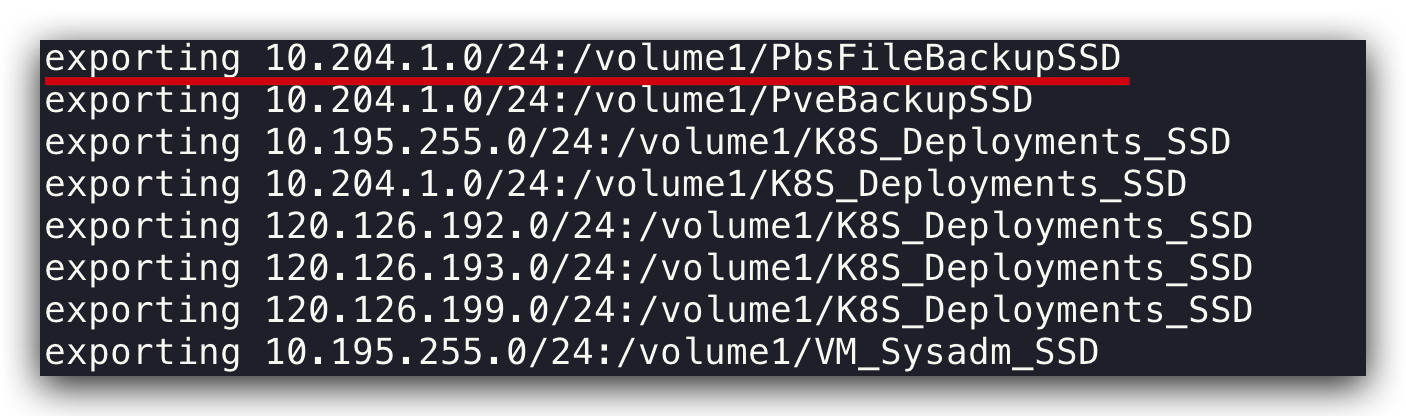 exporting 10.204.1.0/24:/volume1/PbsFileBackupSSD
exporting 10.204.1.0/24:/volume1/PveBackupSSD
exporting 10.195.255.0/24:/volume1/K8S_Deployments_SSD
exporting 10.204.1.0/24:/volume1/K8S_Deployments_SSD
exporting 120.126.192.0/24:/volume1/K8S_Deployments_SSD
exporting 120.126.193.0/24:/volume1/K8S_Deployments_SSD
exporting 120.126.199.0/24:/volume1/K8S_Deployments_SSD
exporting 10.195.255.0/24:/volume1/VM_Sysadm_SSD